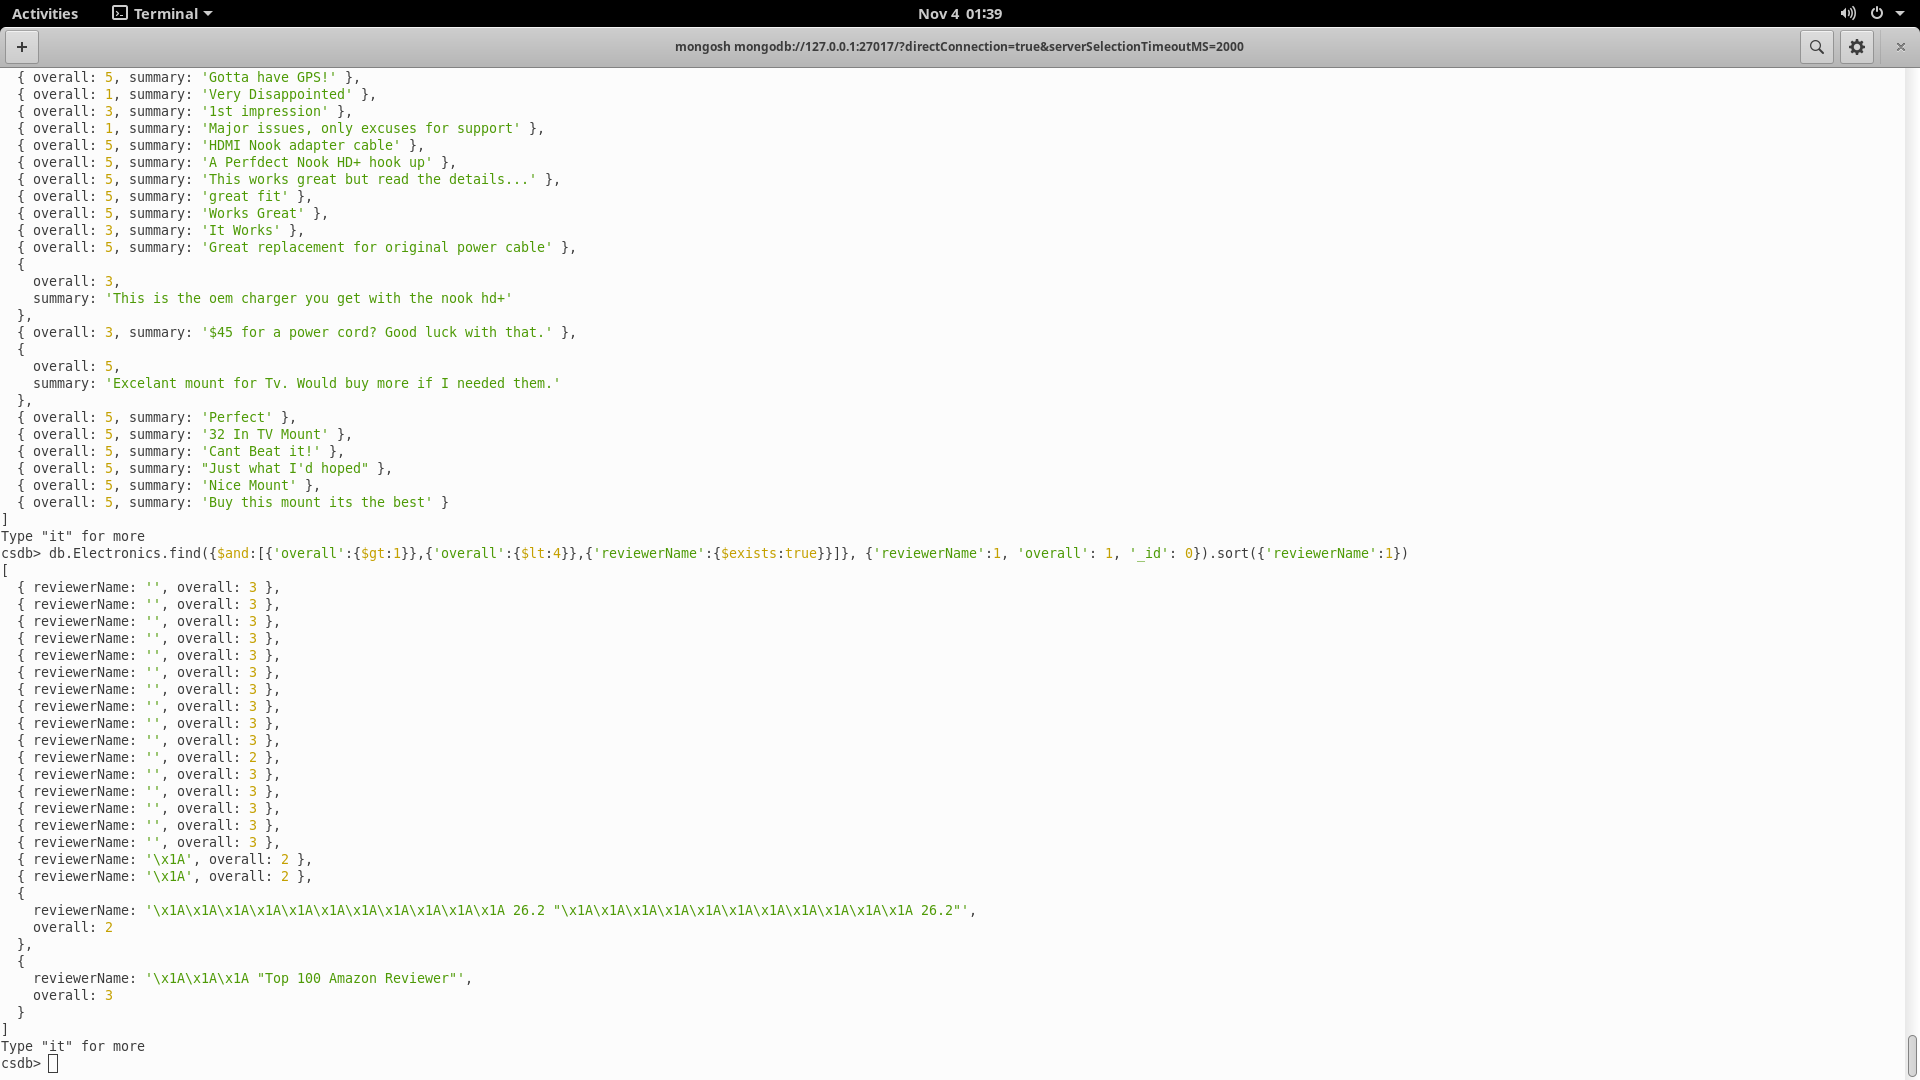 Activities Terminal Nov 4 01:39
+ mongosh mongodb://127.0.0.1:27017/?directConnection=true&serverSelectionTimeoutMS=2000 ×
  { overall: 5, summary: 'Gotta have GPS!' },
  { overall: 1, summary: 'Very Disappointed' },
  { overall: 3, summary: '1st impression' },
  { overall: 1, summary: 'Major issues, only excuses for support' },
  { overall: 5, summary: 'HDMI Nook adapter cable' },
  { overall: 5, summary: 'A Perfdect Nook HD+ hook up' },
  { overall: 5, summary: 'This works great but read the details...' },
  { overall: 5, summary: 'great fit' },
  { overall: 5, summary: 'Works Great' },
  { overall: 3, summary: 'It Works' },
  { overall: 5, summary: 'Great replacement for original power cable' },
  {
    overall: 3,
    summary: 'This is the oem charger you get with the nook hd+'
  },
  { overall: 3, summary: '$45 for a power cord? Good luck with that.' },
  {
    overall: 5,
    summary: 'Excelant mount for Tv. Would buy more if I needed them.'
  },
  { overall: 5, summary: 'Perfect' },
  { overall: 5, summary: '32 In TV Mount' },
  { overall: 5, summary: 'Cant Beat it!' },
  { overall: 5, summary: "Just what I'd hoped" },
  { overall: 5, summary: 'Nice Mount' },
  { overall: 5, summary: 'Buy this mount its the best' }
]
Type "it" for more
csdb> db.Electronics.find({$and:[{'overall':{$gt:1}},{'overall':{$lt:4}},{'reviewerName':{$exists:true}}]}, {'reviewerName':1, 'overall': 1, '_id': 0}).sort({'reviewerName':1})
[
  { reviewerName: '', overall: 3 },
  { reviewerName: '', overall: 3 },
  { reviewerName: '', overall: 3 },
  { reviewerName: '', overall: 3 },
  { reviewerName: '', overall: 3 },
  { reviewerName: '', overall: 3 },
  { reviewerName: '', overall: 3 },
  { reviewerName: '', overall: 3 },
  { reviewerName: '', overall: 3 },
  { reviewerName: '', overall: 3 },
  { reviewerName: '', overall: 2 },
  { reviewerName: '', overall: 3 },
  { reviewerName: '', overall: 3 },
  { reviewerName: '', overall: 3 },
  { reviewerName: '', overall: 3 },
  { reviewerName: '', overall: 3 },
  { reviewerName: '\x1A', overall: 2 },
  { reviewerName: '\x1A', overall: 2 },
  {
    reviewerName: '\x1A\x1A\x1A\x1A\x1A\x1A\x1A\x1A\x1A\x1A\x1A 26.2 "\x1A\x1A\x1A\x1A\x1A\x1A\x1A\x1A\x1A\x1A\x1A 26.2"',
    overall: 2
  },
  {
    reviewerName: '\x1A\x1A\x1A "Top 100 Amazon Reviewer"',
    overall: 3
  }
]
Type "it" for more
csdb>